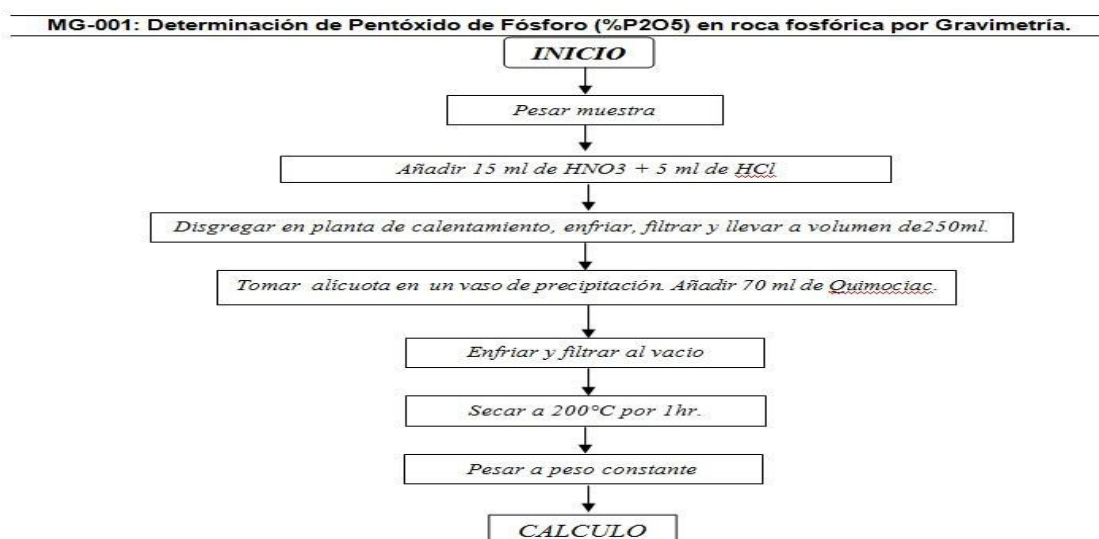 MG-001: Determinación de Pentóxido de Fósforo (%P2O5) en roca fosfórica por Gravimetría.
INICIO
Pesar muestra
Añadir 15 ml de HNO3 + 5 ml de HCl
Disgregar en planta de calentamiento, enfriar, filtrar y llevar a volumen de250ml.
Tomar alícuota en un vaso de precipitación. Añadir 70 ml de Quimociac.
Enfriar y filtrar al vacio
Secar a 200°C por 1hr.
Pesar a peso constante
CALCULO